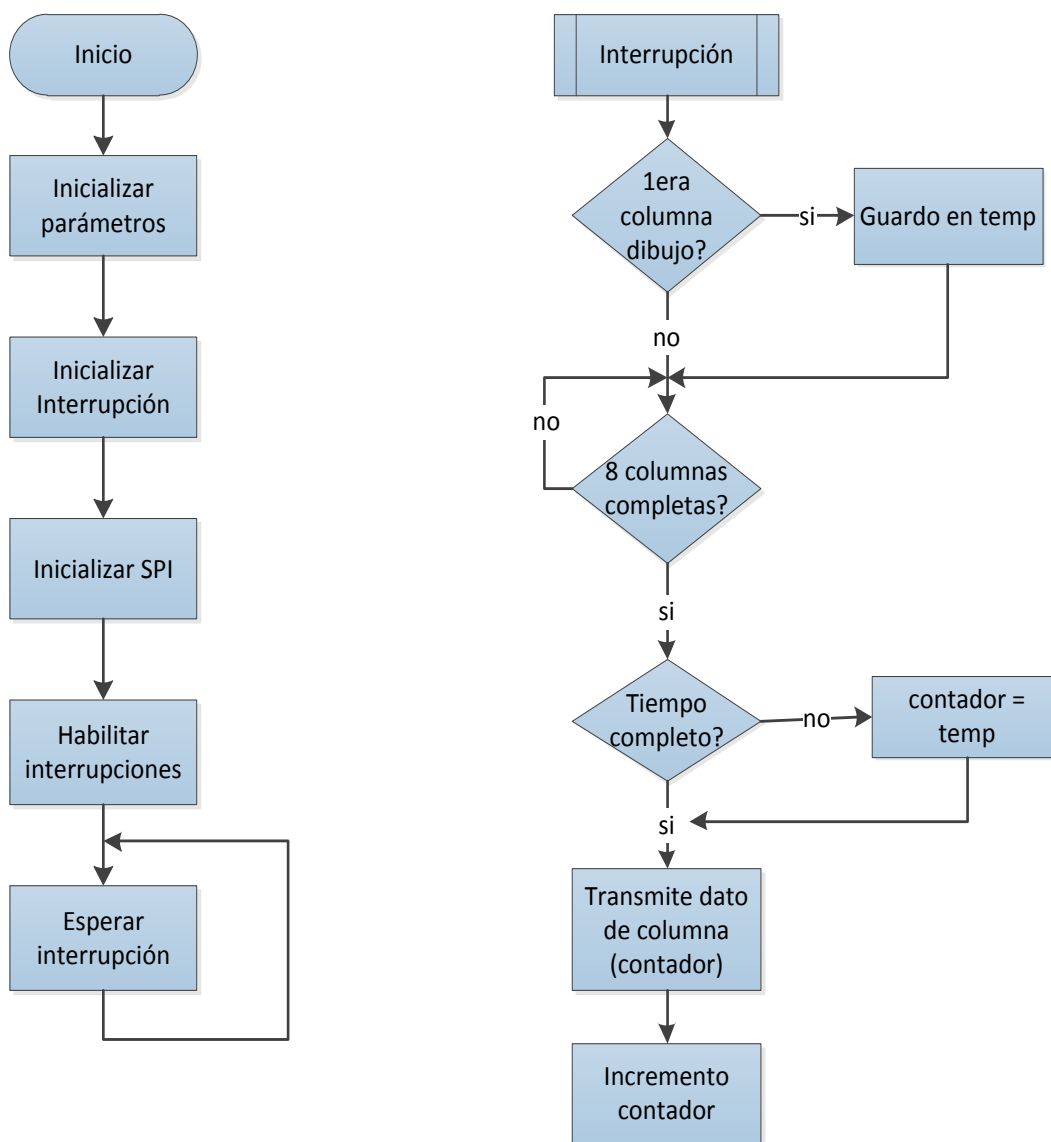 Inicio
Inicializar
parámetros
Inicializar
Interrupción
Inicializar SPI
Habilitar
interrupciones
Esperar
interrupción
Interrupción
1era
columna
dibujo?
si
Guardo en temp
no
no
8 columnas
completas?
si
Tiempo
completo?
no
contador =
temp
si
Transmite dato
de columna
(contador)
Incremento
contador